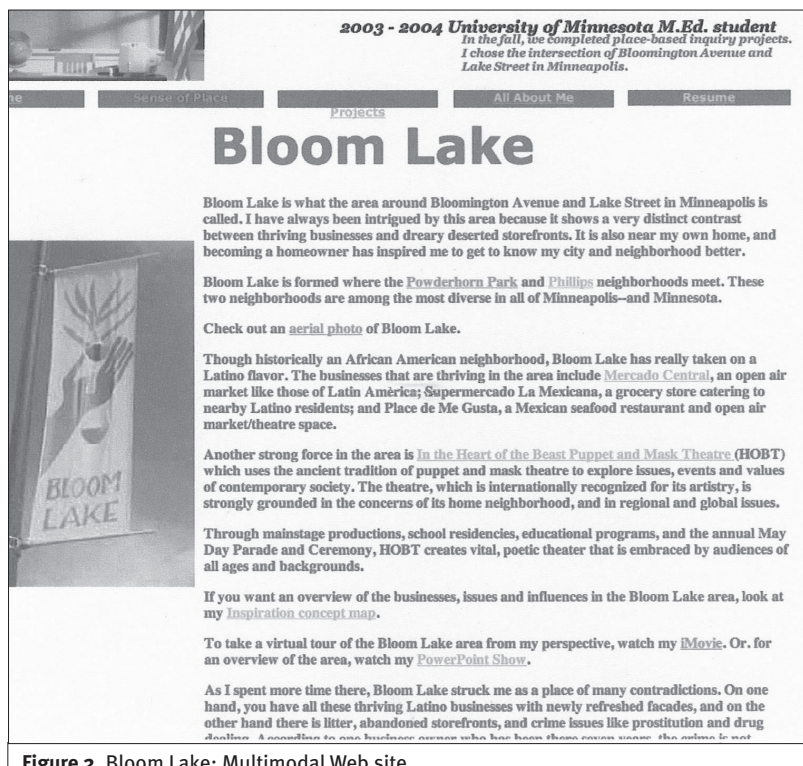 2003 - 2004 University of Minnesota M.Ed. student
In the fall, we completed place-based inquiry projects.
I chose the intersection of Bloomington Avenue and
Lake Street in Minneapolis.
me Sense of Place All About Me Resume
Projects
Bloom Lake
Bloom Lake is what the area around Bloomington Avenue and Lake Street in Minneapolis is
called. I have always been intrigued by this area because it shows a very distinct contrast
between thriving businesses and dreary deserted storefronts. It is also near my own home, and
becoming a homeowner has inspired me to get to know my city and neighborhood better.
Bloom Lake is formed where the Powderhorn Park and Phillips neighborhoods meet. These
two neighborhoods are among the most diverse in all of Minneapolis--and Minnesota.
Check out an aerial photo of Bloom Lake.
Though historically an African American neighborhood, Bloom Lake has really taken on a
Latino flavor. The businesses that are thriving in the area include Mercado Central, an open air
market like those of Latin America; Supermercado La Mexicana, a grocery store catering to
nearby Latino residents; and Place de Me Gusta, a Mexican seafood restaurant and open air
market/theatre space.
Another strong force in the area is In the Heart of the Beast Puppet and Mask Theatre (HOBT)
which uses the ancient tradition of puppet and mask theatre to explore issues, events and values
of contemporary society. The theatre, which is internationally recognized for its artistry, is
strongly grounded in the concerns of its home neighborhood, and in regional and global issues.
Through mainstage productions, school residencies, educational programs, and the annual May
Day Parade and Ceremony, HOBT creates vital, poetic theater that is embraced by audiences of
all ages and backgrounds.
If you want an overview of the businesses, issues and influences in the Bloom Lake area, look at
my Inspiration concept map.
To take a virtual tour of the Bloom Lake area from my perspective, watch my iMovie. Or. for
an overview of the area, watch my PowerPoint Show.
As I spent more time there, Bloom Lake struck me as a place of many contradictions. On one
hand, you have all these thriving Latino businesses with newly refreshed facades, and on the
other hand there is litter, abandoned storefronts, and crime issues like prostitution and drug
dealing. According to one business owner who has been there seven years, the crime is not
BLOOM
LAKE
Figure 2. Bloom Lake: Multimodal Web site